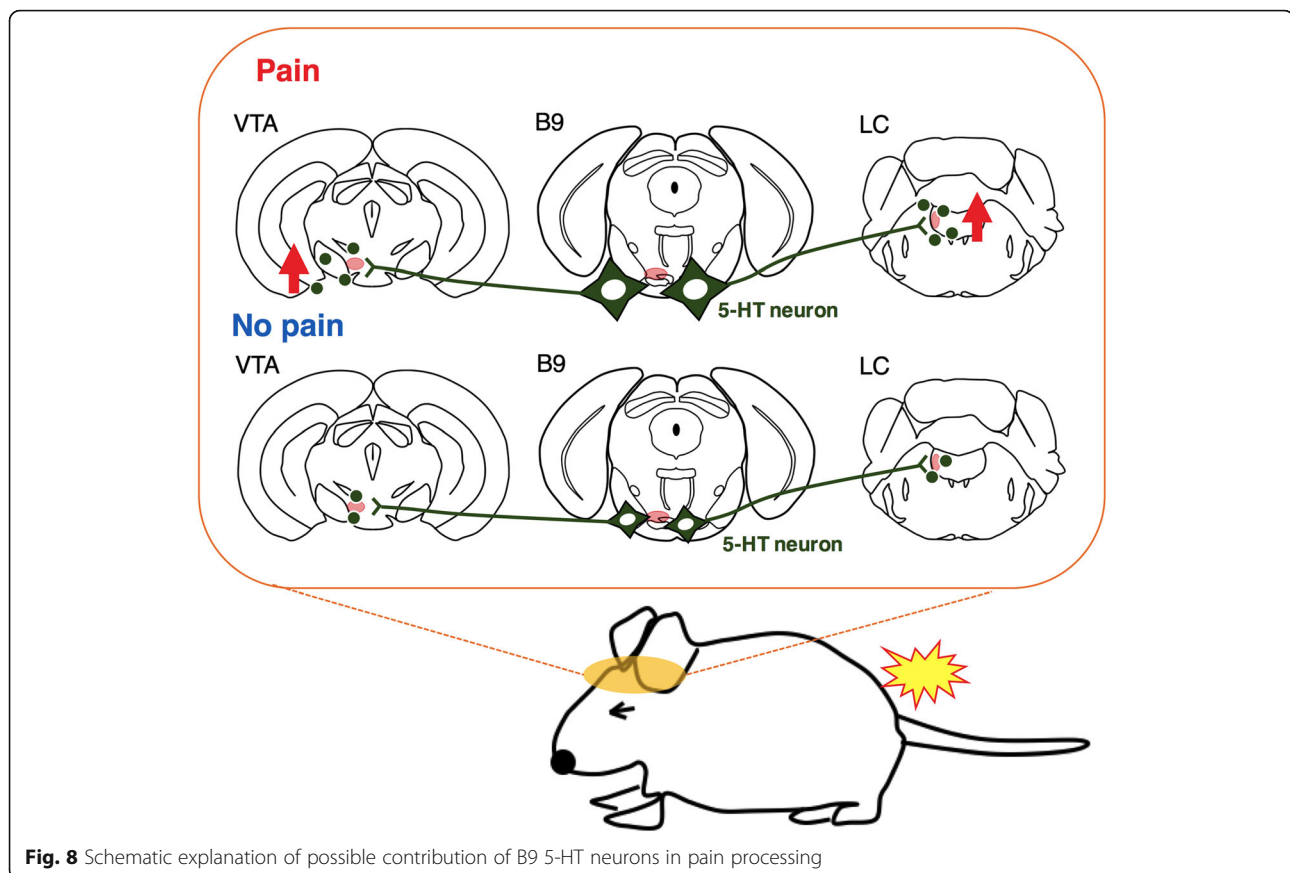 Pain
VTA
B9
LC
5-HT neuron
No pain
VTA
B9
LC
5-HT neuron
Fig. 8 Schematic explanation of possible contribution of B9 5-HT neurons in pain processing